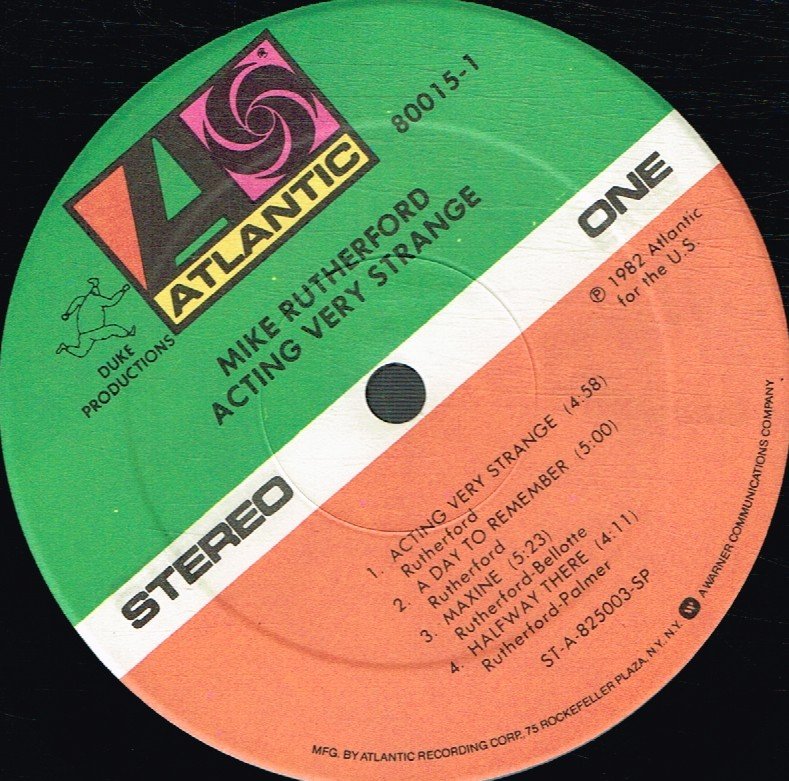 ATLANTIC
®
80015-1
DUKE
PRODUCTIONS
MIKE RUTHERFORD
ACTING VERY STRANGE
STEREO
ONE
℗ 1982 Atlantic
for the U.S.
1. ACTING VERY STRANGE (4:58)
Rutherford
2. A DAY TO REMEMBER (5:00)
Rutherford
3. MAXINE (5:23)
Rutherford-Bellotte
4. HALFWAY THERE (4:11)
Rutherford-Palmer
ST-A-825003-SP
MFG. BY ATLANTIC RECORDING CORP., 75 ROCKEFELLER PLAZA, N.Y. N.Y. A WARNER COMMUNICATIONS COMPANY